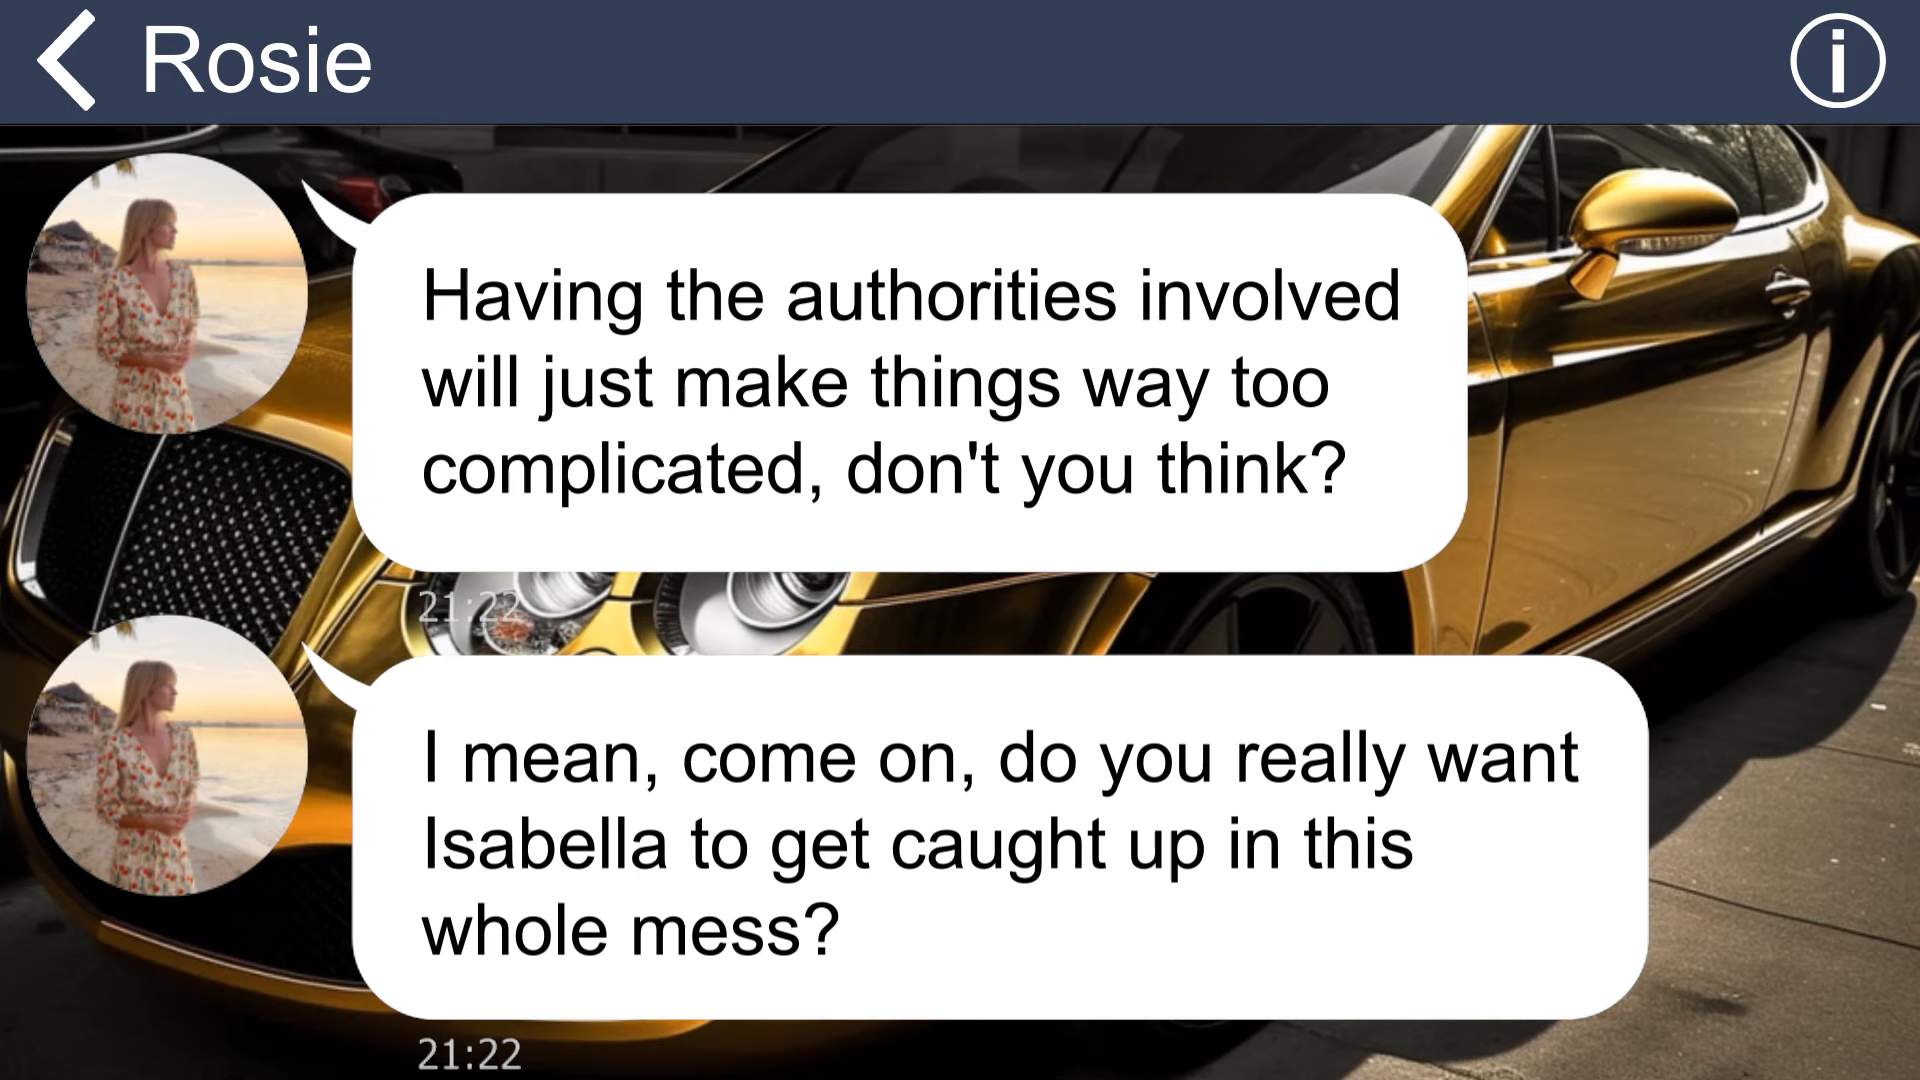 Rosie
Having the authorities involved
will just make things way too
complicated, don't you think?
21:22
I mean, come on, do you really want
Isabella to get caught up in this
whole mess?
21:22